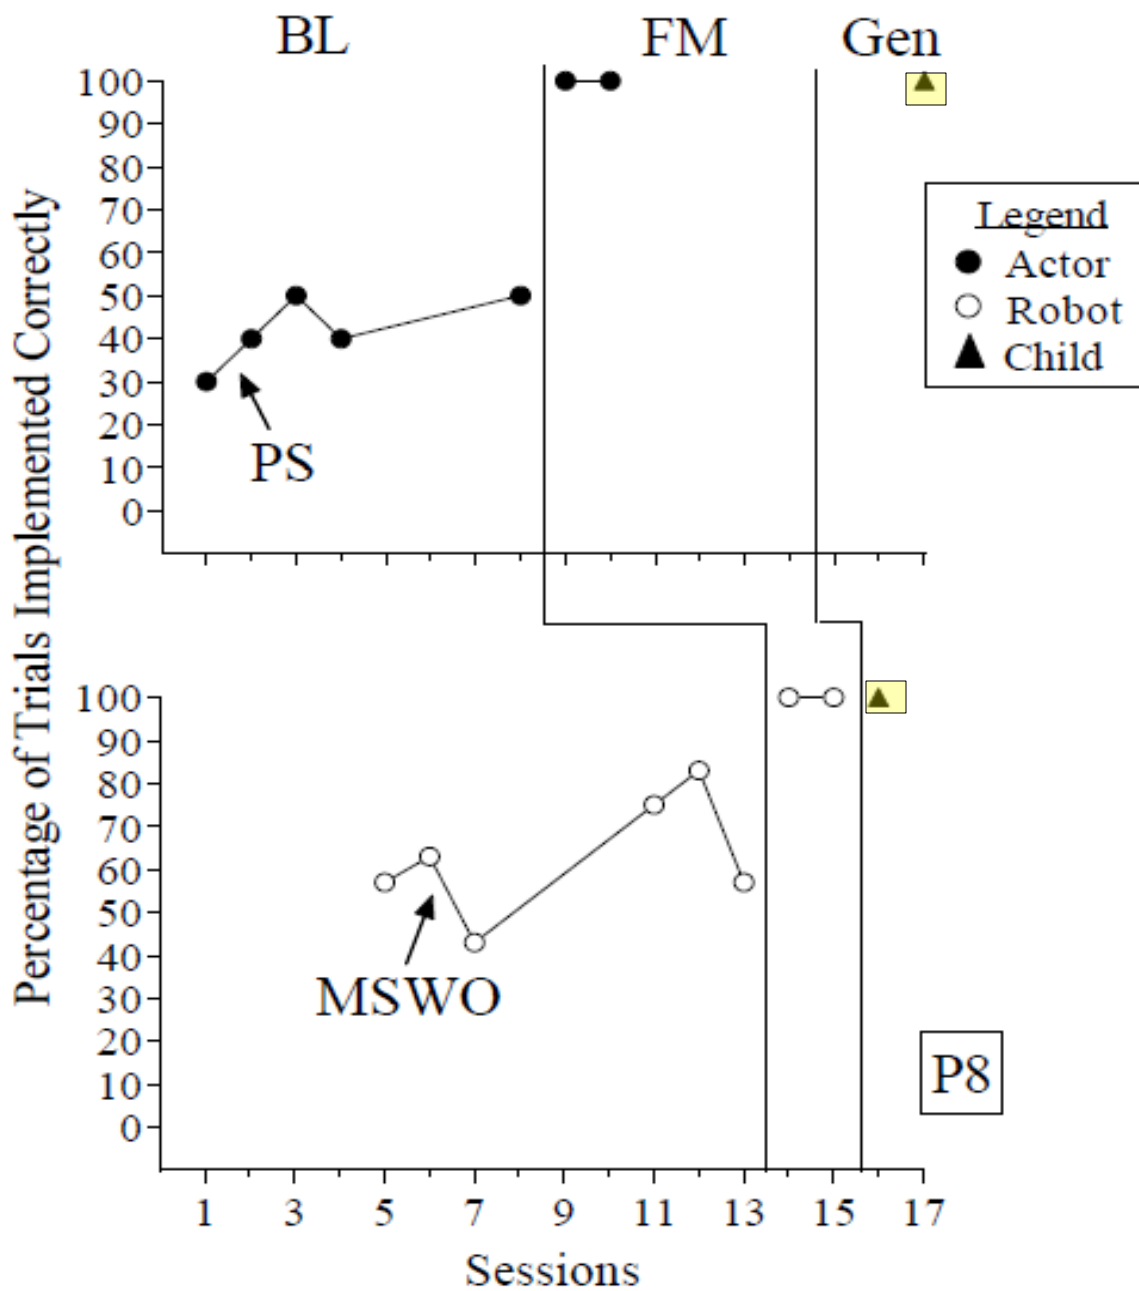 BL FM Gen
Percentage of Trials Implemented Correctly
100
90
80
70
60
50
40
30
20
10
0
PS
Legend
Actor
Robot
Child
100
90
80
70
60
50
40
30
20
10
0
MSWO
P8
1 3 5 7 9 11 13 15 17
Sessions